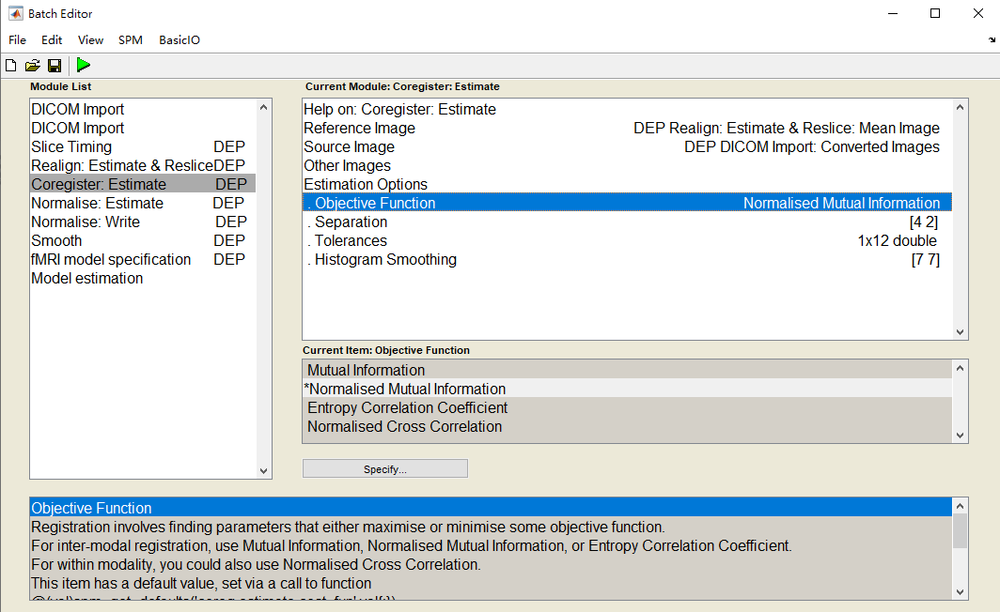 Batch Editor
File Edit View SPM BasicIO
Module List
DICOM Import
DICOM Import
Slice Timing DEP
Realign: Estimate & ResliceDEP
Coregister: Estimate DEP
Normalise: Estimate DEP
Normalise: Write DEP
Smooth DEP
fMRI model specification DEP
Model estimation
Current Module: Coregister: Estimate
Help on: Coregister: Estimate
Reference Image DEP Realign: Estimate & Reslice: Mean Image
Source Image DEP DICOM Import: Converted Images
Other Images
Estimation Options
. Objective Function Normalised Mutual Information
. Separation [4 2]
. Tolerances 1x12 double
. Histogram Smoothing [7 7]
Current Item: Objective Function
Mutual Information
*Normalised Mutual Information
Entropy Correlation Coefficient
Normalised Cross Correlation
Specify...
Objective Function
Registration involves finding parameters that either maximise or minimise some objective function.
For inter-modal registration, use Mutual Information, Normalised Mutual Information, or Entropy Correlation Coefficient.
For within modality, you could also use Normalised Cross Correlation.
This item has a default value, set via a call to function